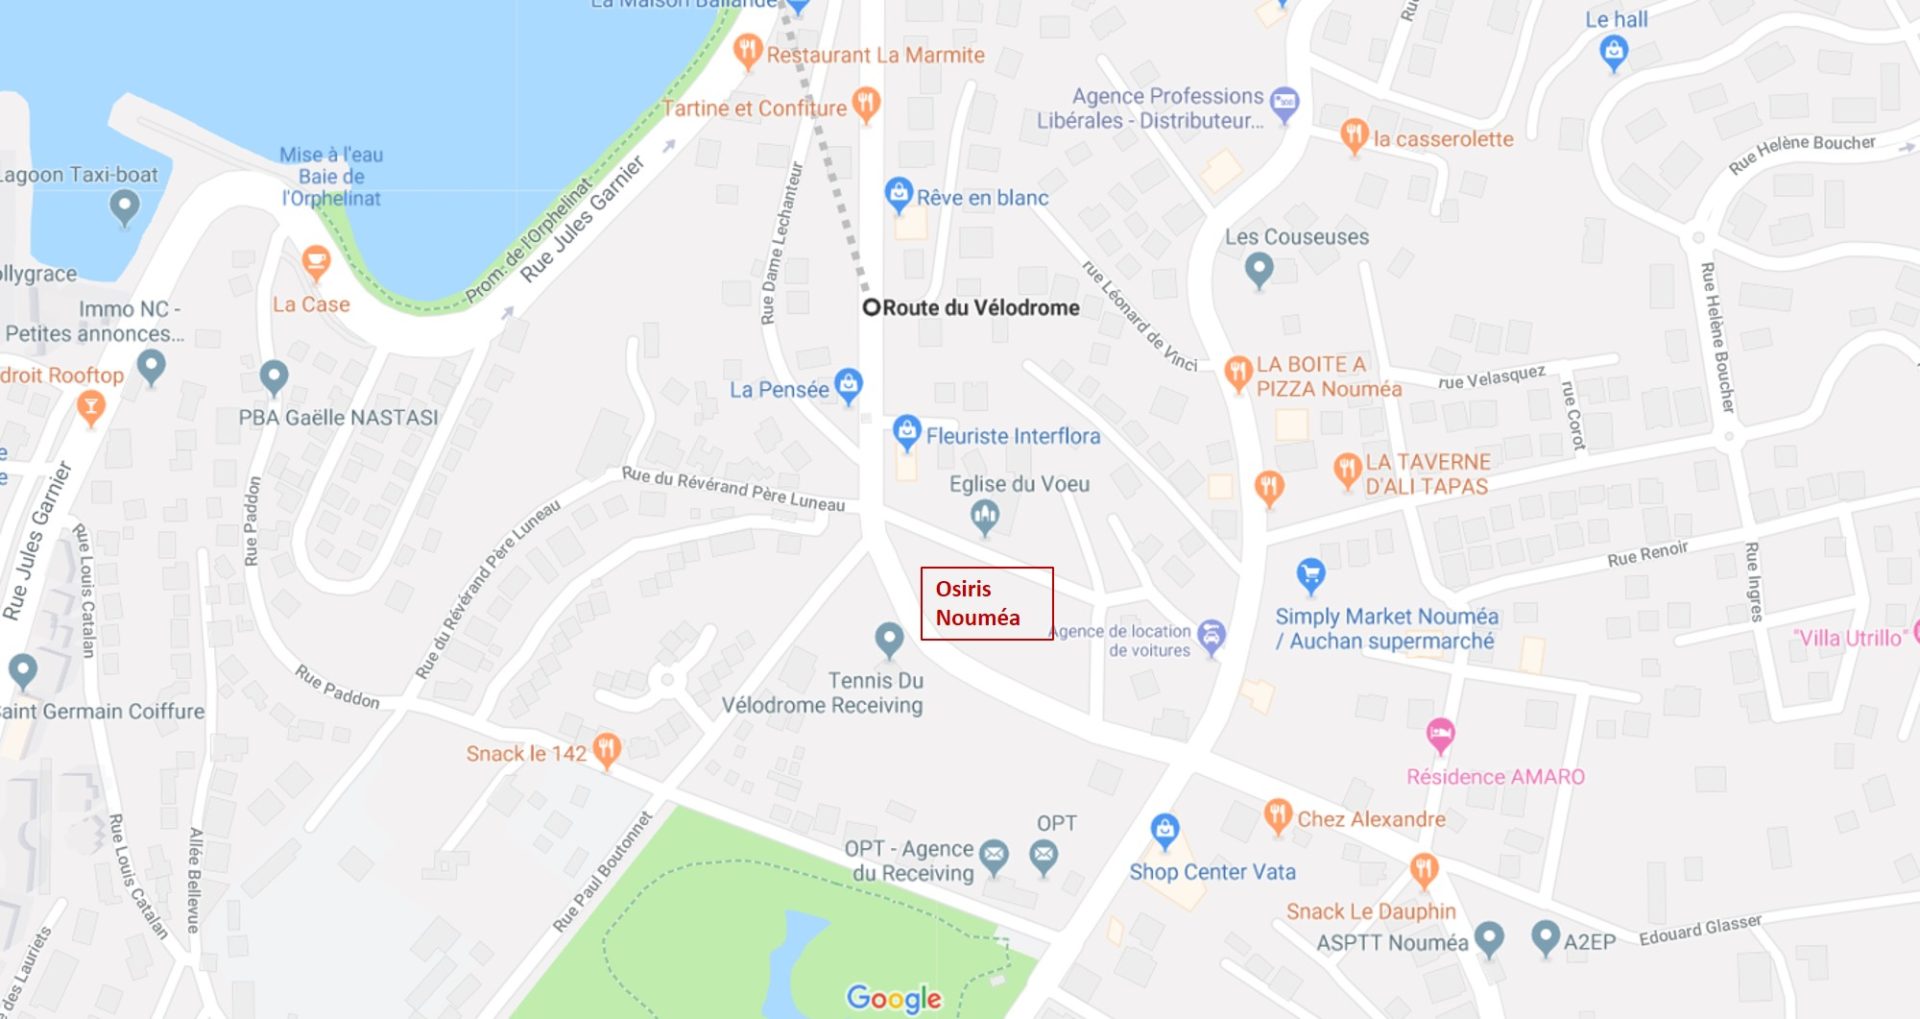 La Maison Ballande
Restaurant La Marmite
Tartine et Confiture
Le hall
Agence Professions
Libérales - Distributeur...
la casserolette
Rue Helène Boucher
Mise à l'eau
Baie de
l'Orphelinat
Lagoon Taxi-boat
Prom. de l'Orphelinat
Rue Jules Garnier
Rue Dame Lechanteur
Rêve en blanc
Les Couseuses
ollygrace
La Case
Immo NC -
Petites annonces...
Route du Vélodrome
rue Léonard de Vinci
Rue Helène Boucher
droit Rooftop
PBA Gaëlle NASTASI
La Pensée
LA BOITE A
PIZZA Nouméa
rue Velasquez
rue Corot
Fleuriste Interflora
LA TAVERNE
D'ALI TAPAS
Rue du Révérand Père Luneau
Eglise du Voeu
Rue Jules Garnier
Rue Paddon
Rue Louis Catalan
Rue du Révérand Père Luneau
Osiris
Nouméa
Rue Renoir
Rue Ingres
Simply Market Nouméa
/ Auchan supermarché
Agence de location
de voitures
"Villa Utrillo"
Tennis Du
Vélodrome Receiving
Rue Paddon
aint Germain Coiffure
Snack le 142
Résidence AMARO
Chez Alexandre
OPT
OPT - Agence
du Receiving
Shop Center Vata
Rue Louis Catalan
Allée Bellevue
Rue Paul Boutonnet
Snack Le Dauphin
ASPTT Nouméa
A2EP
Edouard Glasser
des Lauriets
Google